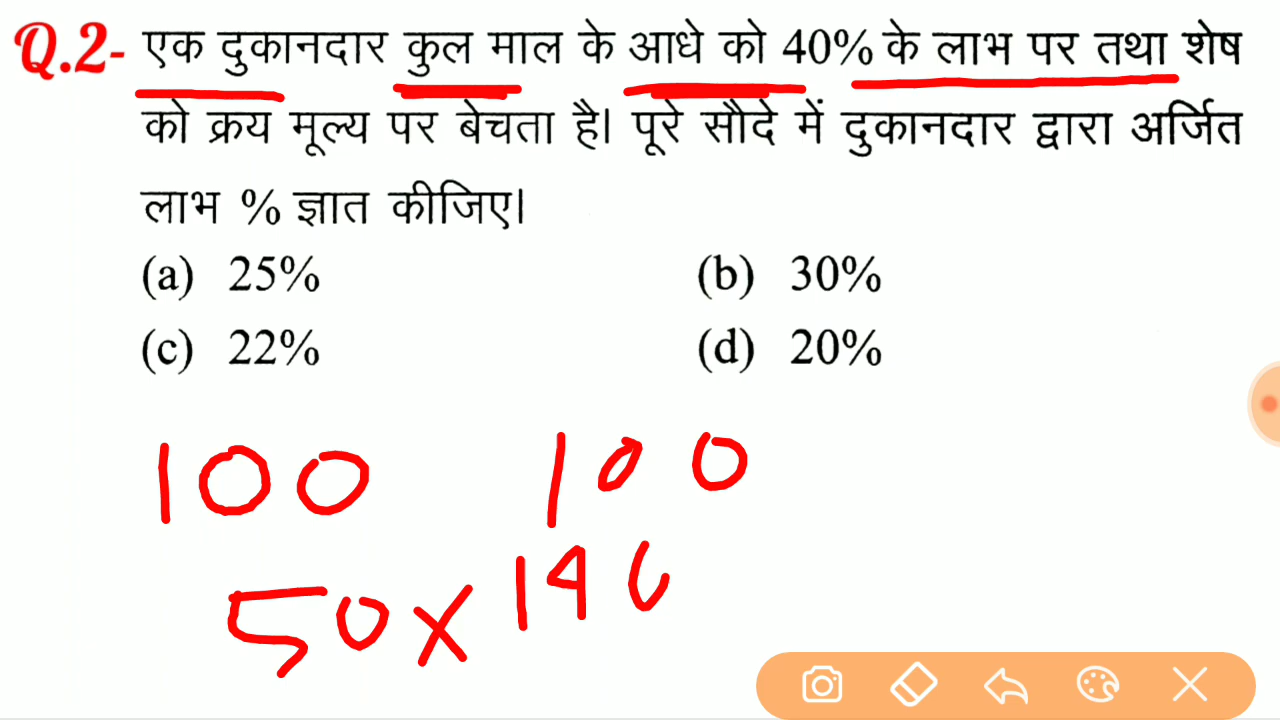 Q.2- एक दुकानदार कुल माल के आधे को 40% के लाभ पर तथा शेष
को क्रय मूल्य पर बेचता है। पूरे सौदे में दुकानदार द्वारा अर्जित
लाभ % ज्ञात कीजिए।
(a) 25% (b) 30%
(c) 22% (d) 20%
100 100
50 × 140